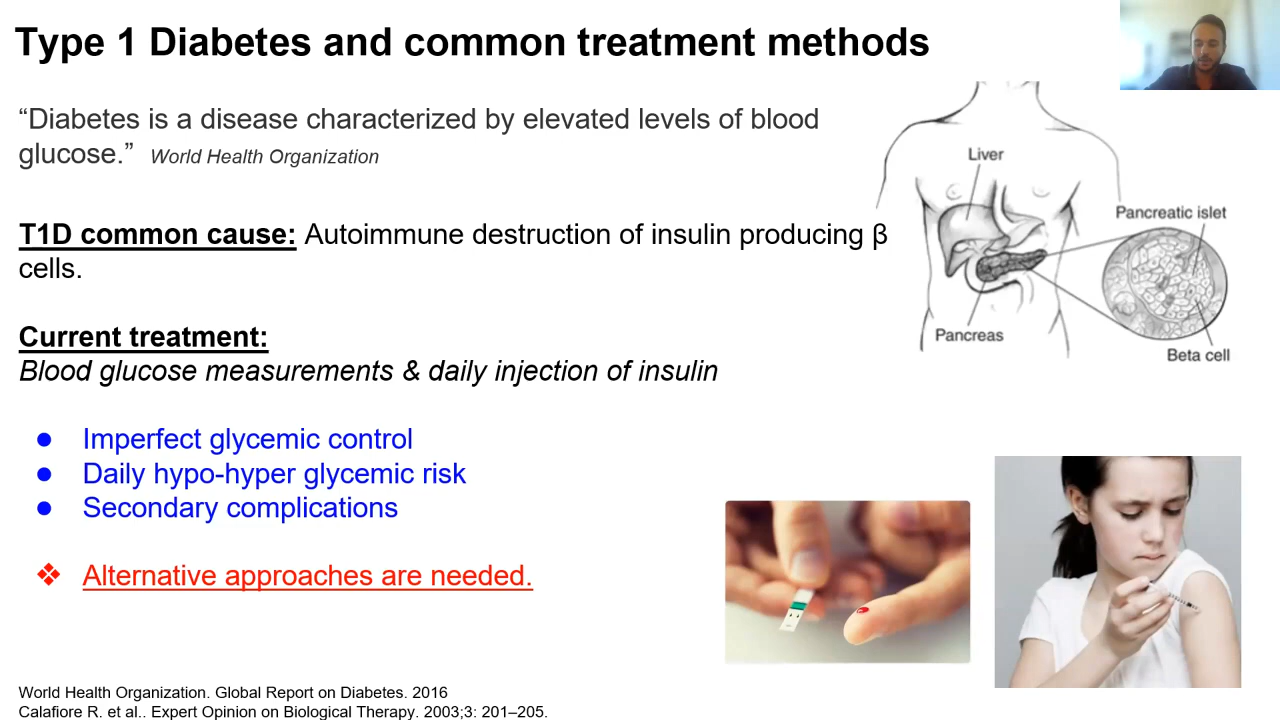 Type 1 Diabetes and common treatment methods
“Diabetes is a disease characterized by elevated levels of blood
glucose.” World Health Organization
T1D common cause: Autoimmune destruction of insulin producing β
cells.
Current treatment:
Blood glucose measurements & daily injection of insulin
● Imperfect glycemic control
● Daily hypo-hyper glycemic risk
● Secondary complications
❖ Alternative approaches are needed.
Liver
Pancreatic islet
Pancreas
Beta cell
World Health Organization. Global Report on Diabetes. 2016
Calafiore R. et al.. Expert Opinion on Biological Therapy. 2003;3: 201–205.